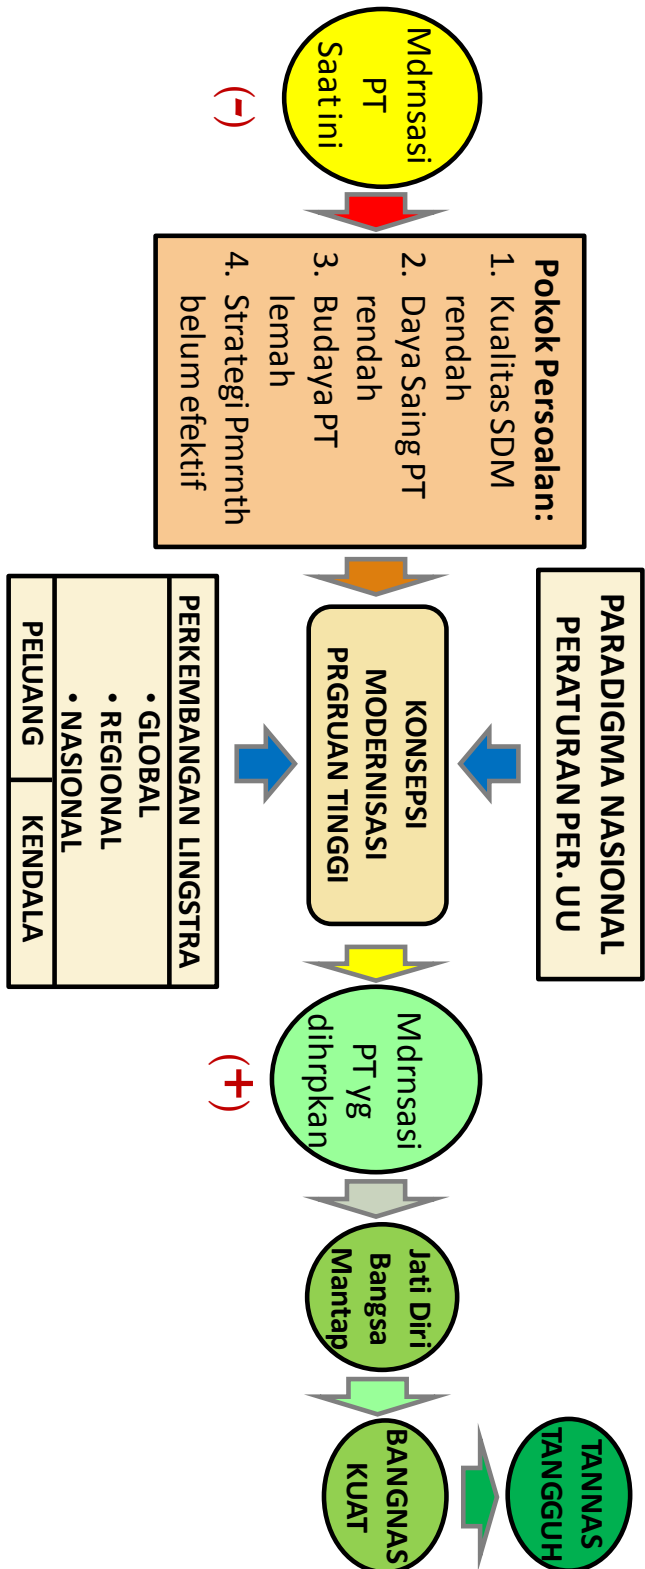 Mdrnsasi
PT
Saat ini
(-)
Pokok Persoalan:
1. Kualitas SDM
rendah
2. Daya Saing PT
rendah
3. Budaya PT
lemah
4. Strategi Pmrnth
belum efektif
PARADIGMA NASIONAL
PERATURAN PER. UU
KONSEPSI
MODERNISASI
PRGRUAN TINGGI
PERKEMBANGAN LINGSTRA
• GLOBAL
• REGIONAL
• NASIONAL
PELUANG
KENDALA
Mdrnsasi
PT yg
dihrpkan
(+)
Jati Diri
Bangsa
Mantap
BANGNAS
KUAT
TANNAS
TANGGUH